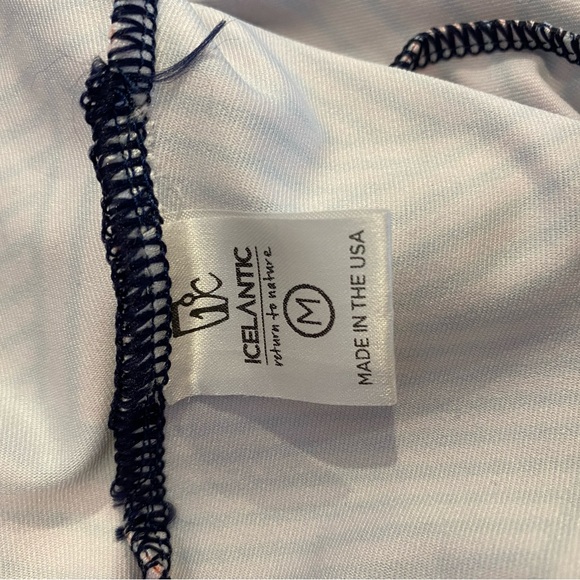 ICELANTIC
return to nature
M
MADE IN THE USA